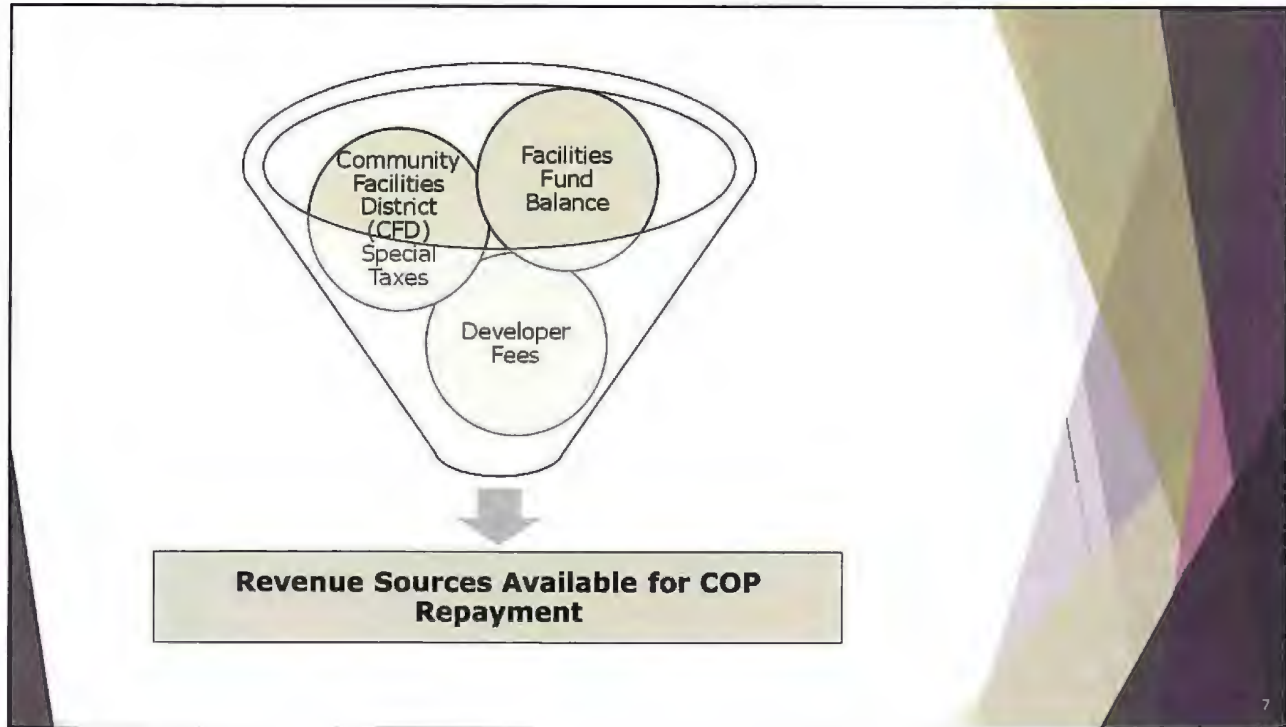 Community
Facilities
District
(CFD)
Special
Taxes
Facilities
Fund
Balance
Developer
Fees
Revenue Sources Available for COP
Repayment
7